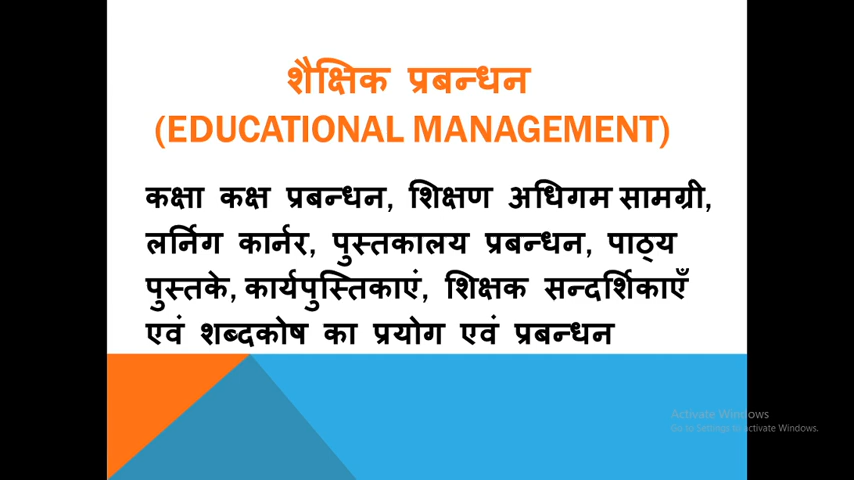 शैक्षिक प्रबन्धन
(EDUCATIONAL MANAGEMENT)
कक्षा कक्ष प्रबन्धन, शिक्षण अधिगम सामग्री,
लर्निग कार्नर, पुस्तकालय प्रबन्धन, पाठ्य
पुस्तके, कार्यपुस्तिकाएं, शिक्षक सन्दर्शिकाएँ
एवं शब्दकोष का प्रयोग एवं प्रबन्धन
Activate Windows
Go to Settings to activate Windows.